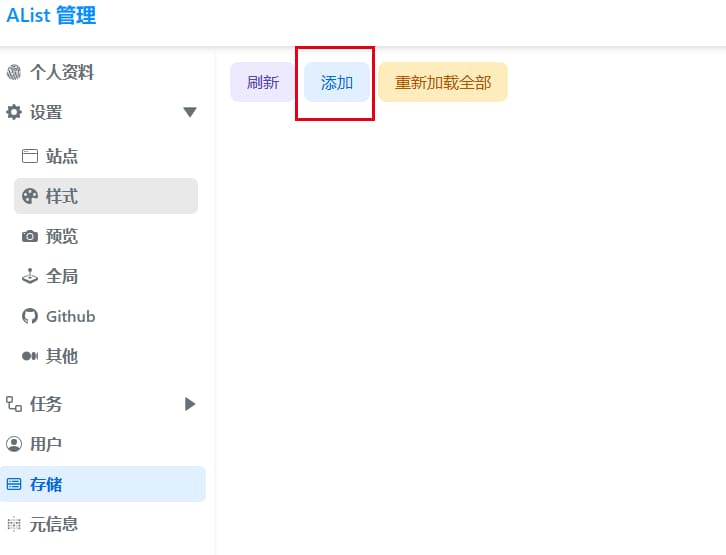 AList 管理
个人资料
设置
站点
样式
预览
全局
Github
其他
任务
用户
存储
元信息
刷新 添加 重新加载全部